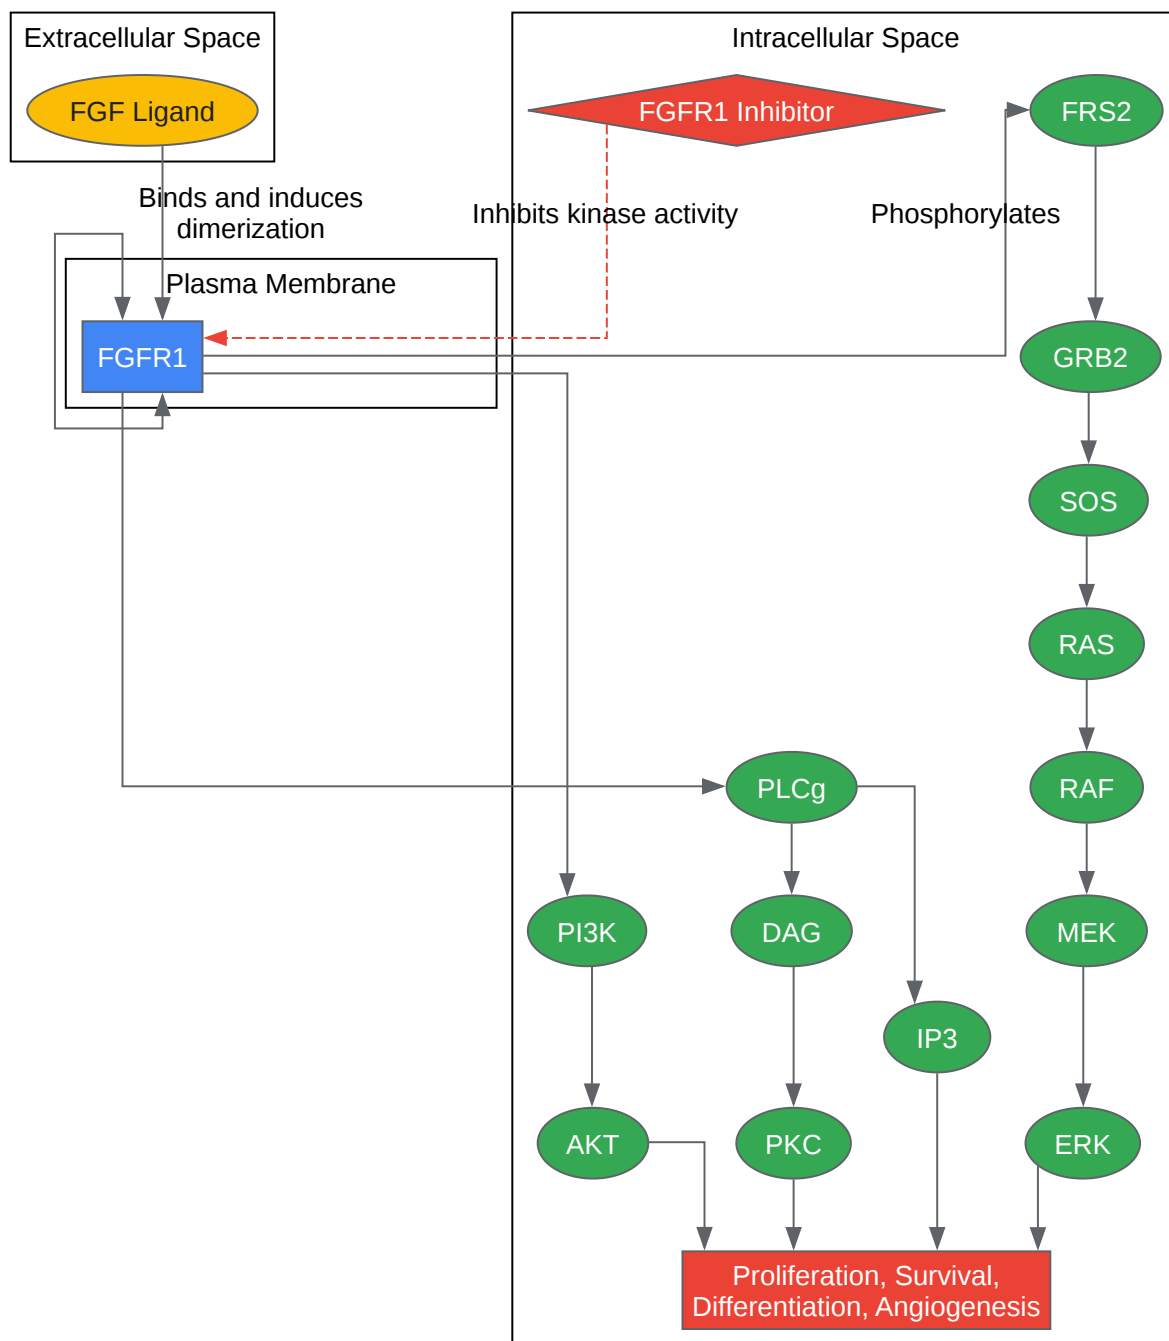 Extracellular Space
Intracellular Space
FGF Ligand
FGFR1 Inhibitor
FRS2
Binds and induces
dimerization
Inhibits kinase activity
Phosphorylates
Plasma Membrane
FGFR1
GRB2
SOS
RAS
PLCg
RAF
PI3K
DAG
MEK
IP3
AKT
PKC
ERK
Proliferation, Survival,
Differentiation, Angiogenesis